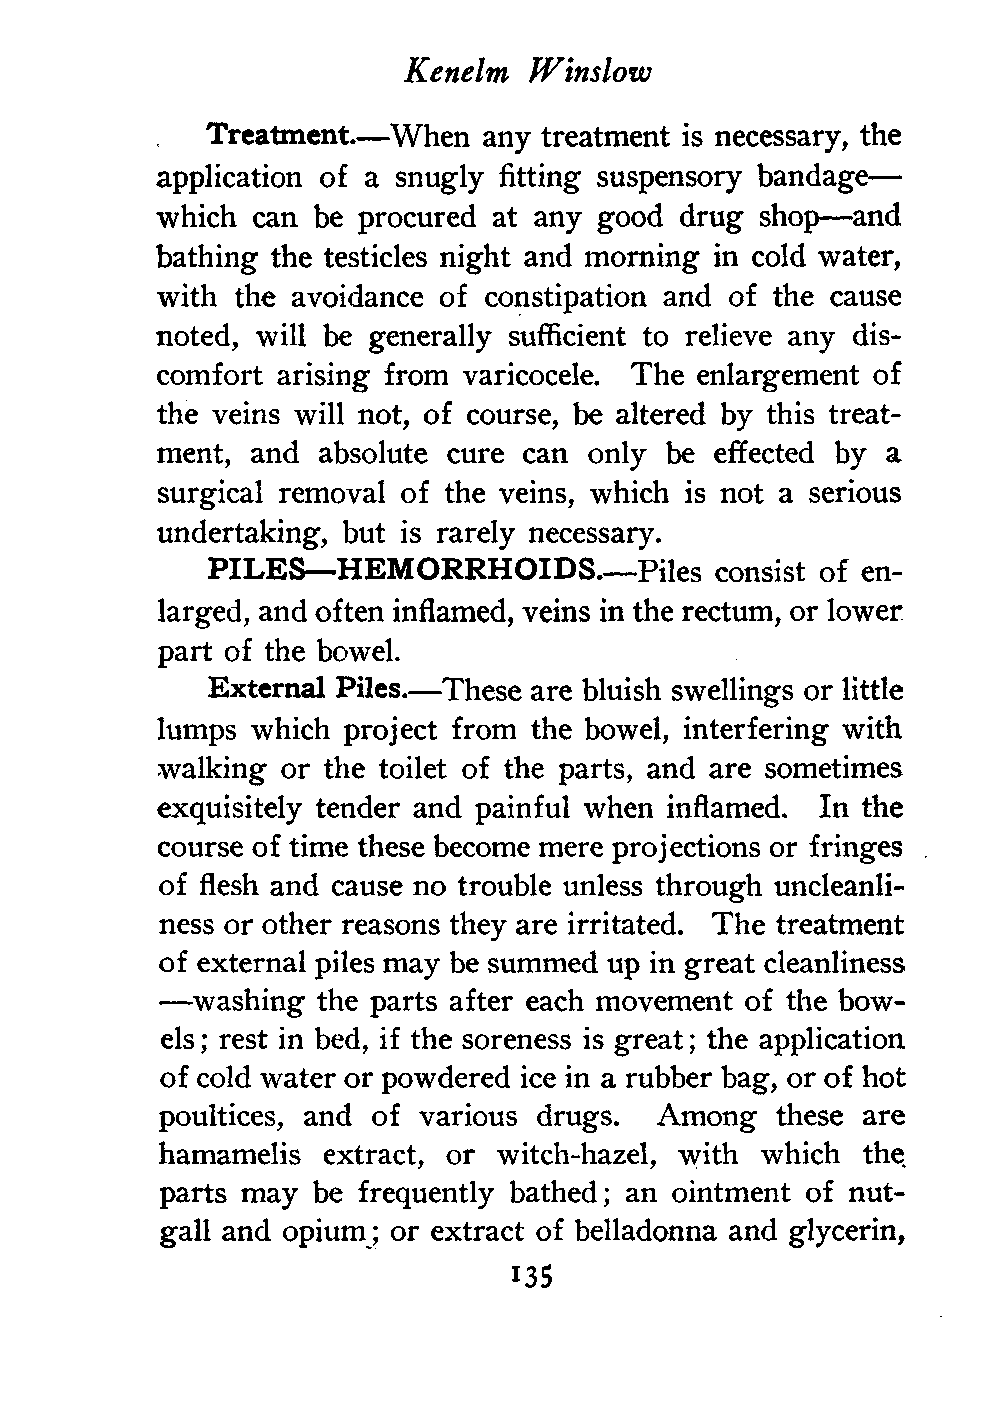 Kenelm Winslow
Treatment.—When any treatment is necessary, the
application of a snugly fitting suspensory bandage—
which can be procured at any good drug shop—and
bathing the testicles night and morning in cold water,
with the avoidance of constipation and of the cause
noted, will be generally sufficient to relieve any dis-
comfort arising from varicocele. The enlargement of
the veins will not, of course, be altered by this treat-
ment, and absolute cure can only be effected by a
surgical removal of the veins, which is not a serious
undertaking, but is rarely necessary.
PILES—HEMORRHOIDS.—Piles consist of en-
larged, and often inflamed, veins in the rectum, or lower
part of the bowel.
External Piles.—These are bluish swellings or little
lumps which project from the bowel, interfering with
walking or the toilet of the parts, and are sometimes
exquisitely tender and painful when inflamed. In the
course of time these become mere projections or fringes
of flesh and cause no trouble unless through uncleanli-
ness or other reasons they are irritated. The treatment
of external piles may be summed up in great cleanliness
—washing the parts after each movement of the bow-
els; rest in bed, if the soreness is great; the application
of cold water or powdered ice in a rubber bag, or of hot
poultices, and of various drugs. Among these are
hamamelis extract, or witch-hazel, with which the
parts may be frequently bathed; an ointment of nut-
gall and opium; or extract of belladonna and glycerin,
135